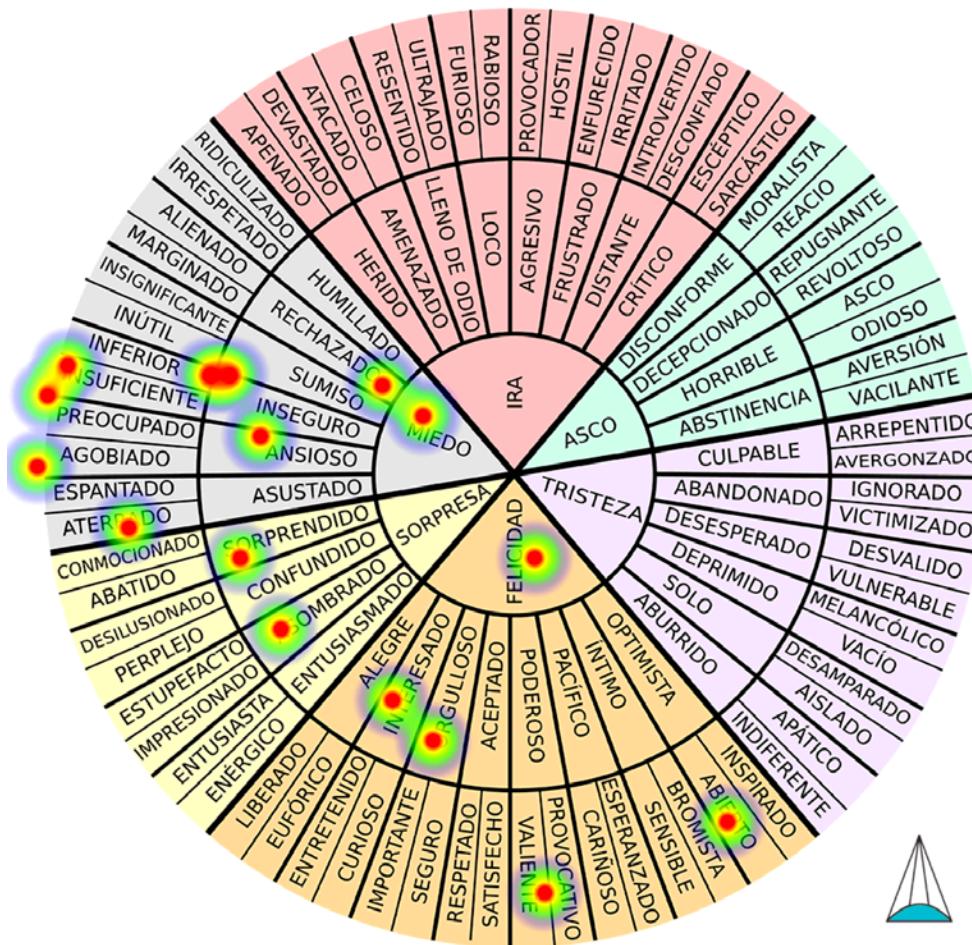 IRA
HERIDO
AMENAZADO
LLENO DE ODIO
LOCO
AGRESIVO
FRUSTRADO
DISTANTE
CRÍTICO
APENADO
DEVASTADO
ATACADO
CELOSO
RESENTIDO
ULTRAJADO
FURIOSO
RABIOSO
PROVOCADOR
HOSTIL
ENFURECIDO
IRRITADO
INTROVERTIDO
DESCONFIADO
ESCÉPTICO
SARCÁSTICO
ASCO
DISCONFORME
DECEPCIONADO
HORRIBLE
ABSTINENCIA
MORALISTA
REACIO
REPUGNANTE
REVOLTOSO
ASCO
ODIOSO
AVERSIÓN
VACILANTE
TRISTEZA
CULPABLE
ABANDONADO
DESESPERADO
DEPRIMIDO
SOLO
ABURRIDO
ARREPENTIDO
AVERGONZADO
IGNORADO
VICTIMIZADO
DESVALIDO
VULNERABLE
MELANCÓLICO
VACÍO
DESAMPARADO
AISLADO
APÁTICO
INDIFERENTE
FELICIDAD
OPTIMISTA
ÍNTIMO
PACÍFICO
PODEROSO
ACEPTADO
ORGULLOSO
INTERESADO
ALEGRE
INSPIRADO
ABIERTO
BROMISTA
SENSIBLE
ESPERANZADO
CARIÑOSO
PROVOCATIVO
VALIENTE
SATISFECHO
RESPETADO
SEGURO
IMPORTANTE
CURIOSO
ENTRETENIDO
EUFÓRICO
LIBERADO
SORPRESA
ENTUSIASMADO
ASOMBRADO
CONFUNDIDO
SORPRENDIDO
ENÉRGICO
ENTUSIASTA
IMPRESIONADO
ESTUPEFACTO
PERPLEJO
DESILUSIONADO
ABATIDO
CONMOCIONADO
MIEDO
ASUSTADO
ANSIOSO
INSEGURO
SUMISO
RECHAZADO
HUMILLADO
ATERRADO
ESPANTADO
AGOBIADO
PREOCUPADO
INSUFICIENTE
INFERIOR
INÚTIL
INSIGNIFICANTE
MARGINADO
ALIENADO
IRRESPETADO
RIDICULIZADO